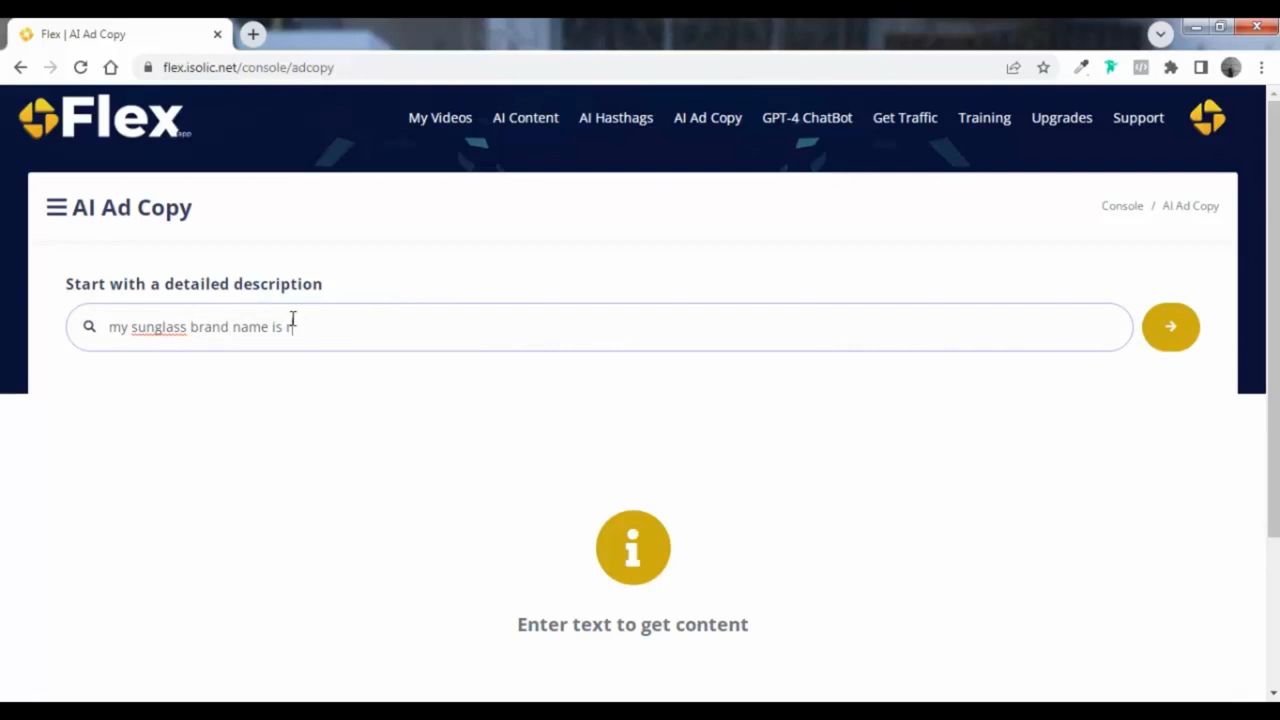 Flex | AI Ad Copy
flex.isolic.net/console/adcopy
Flex app
My Videos AI Content AI Hasthags AI Ad Copy GPT-4 ChatBot Get Traffic Training Upgrades Support
AI Ad Copy
Console / AI Ad Copy
Start with a detailed description
my sunglass brand name is r
Enter text to get content